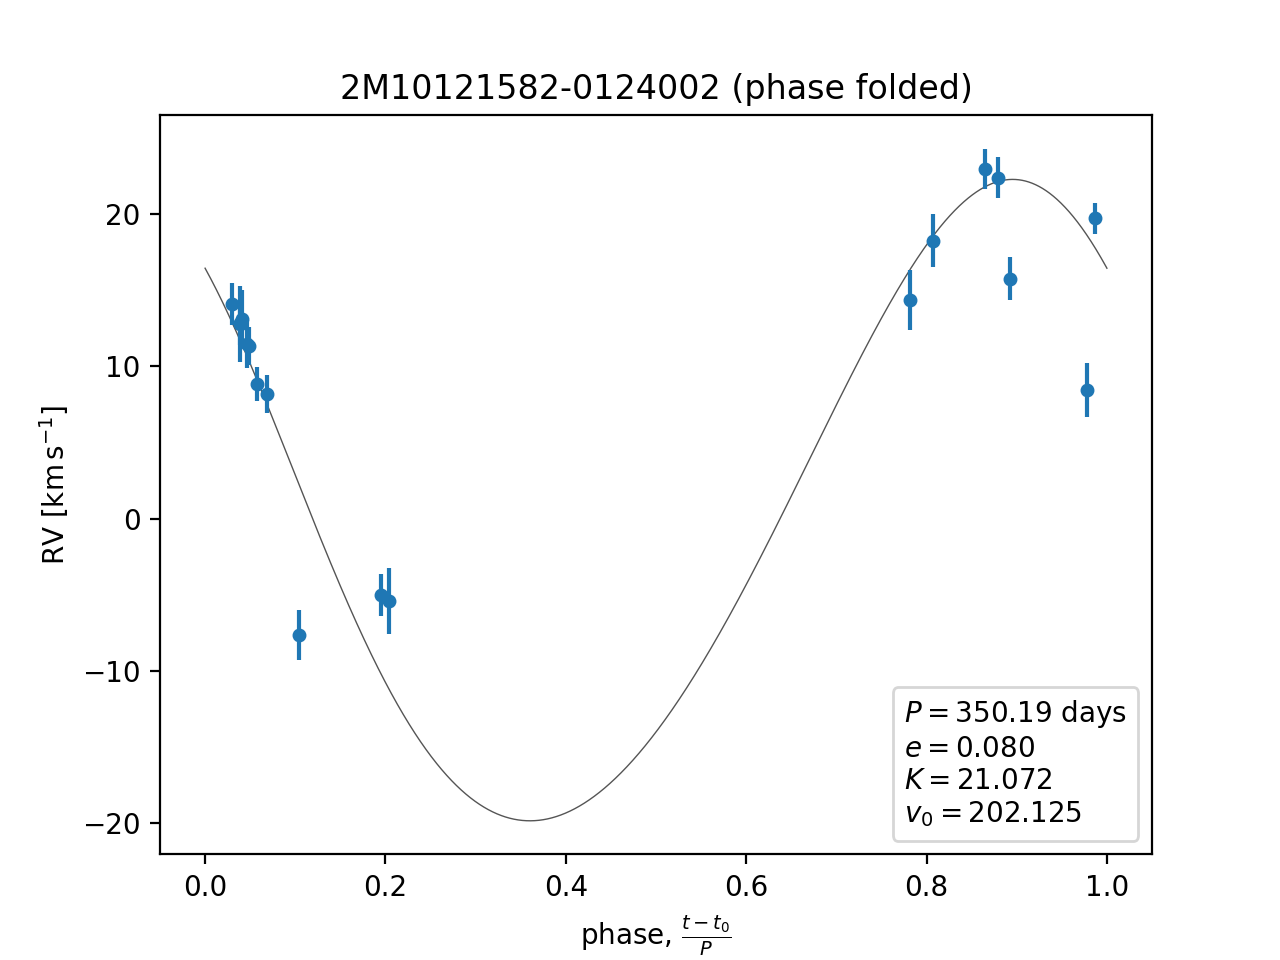 2M10121582-0124002 (phase folded)
RV [km s⁻¹]
20
10
0
−10
−20
P = 350.19 days
e = 0.080
K = 21.072
v₀ = 202.125
0.0 0.2 0.4 0.6 0.8 1.0
phase, (t − t₀)/P